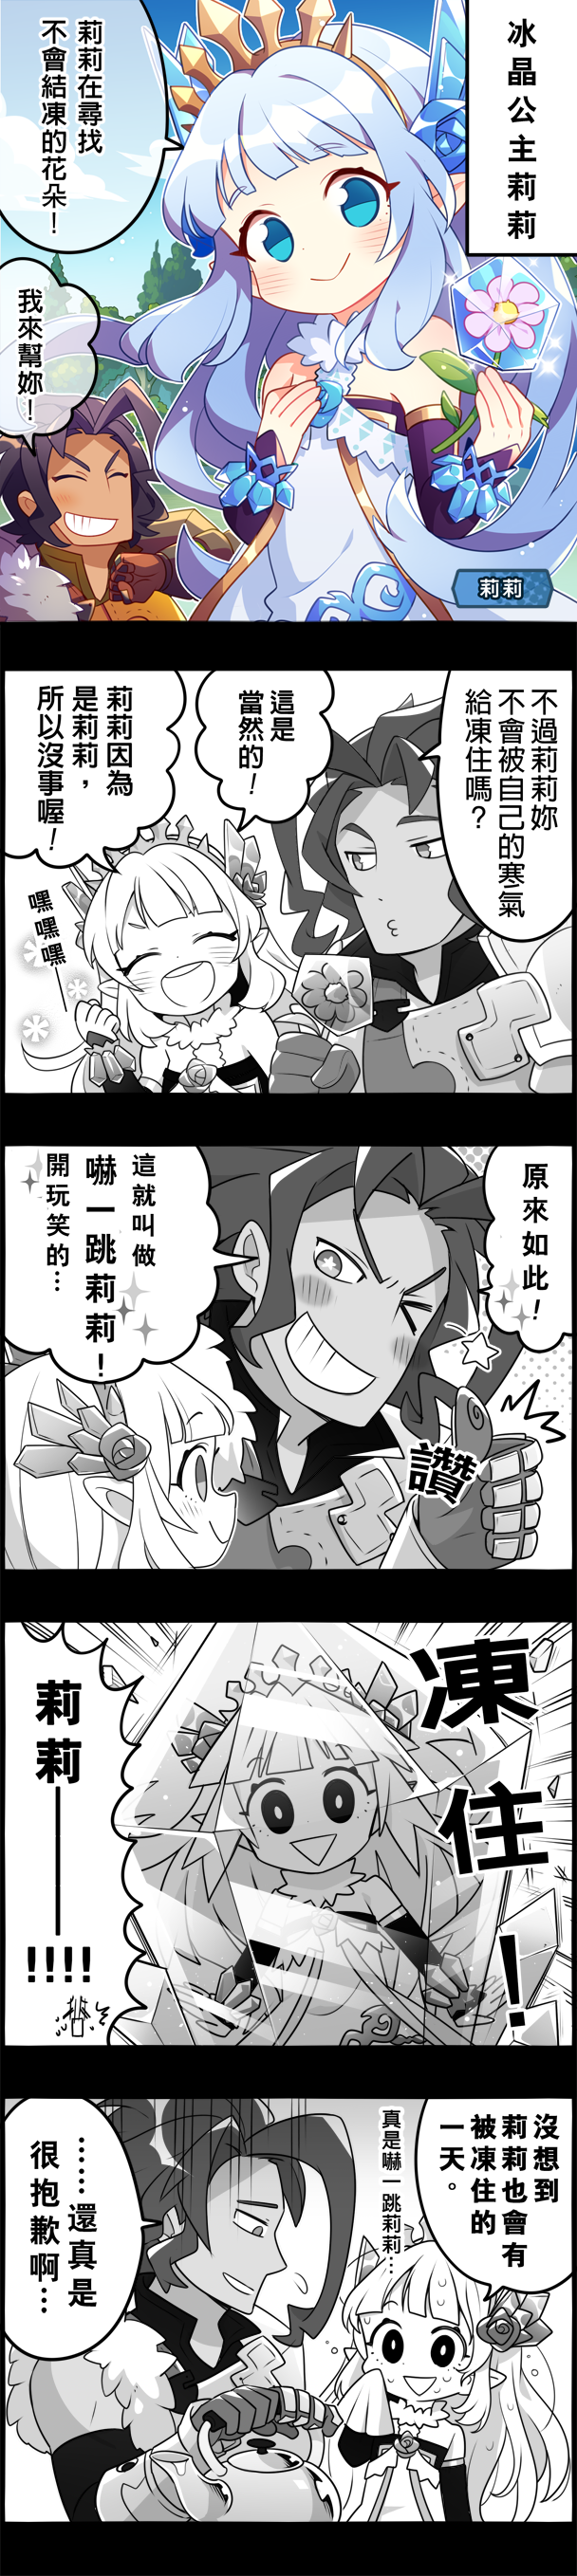 冰晶公主莉莉
莉莉在尋找
不會結凍的花朵！
我來幫妳！
莉莉
不過莉莉妳
不會被自己的寒氣
給凍住嗎？
這是
當然的！
莉莉因為
是莉莉，
所以沒事喔！
嘿嘿嘿
原來如此！
這就叫做
嚇一跳莉莉！
開玩笑的…
讚
凍住！
莉莉——!!!!
沒想到
莉莉也會有
被凍住的
一天。
真是嚇一跳莉莉…
……還真是
很抱歉啊…